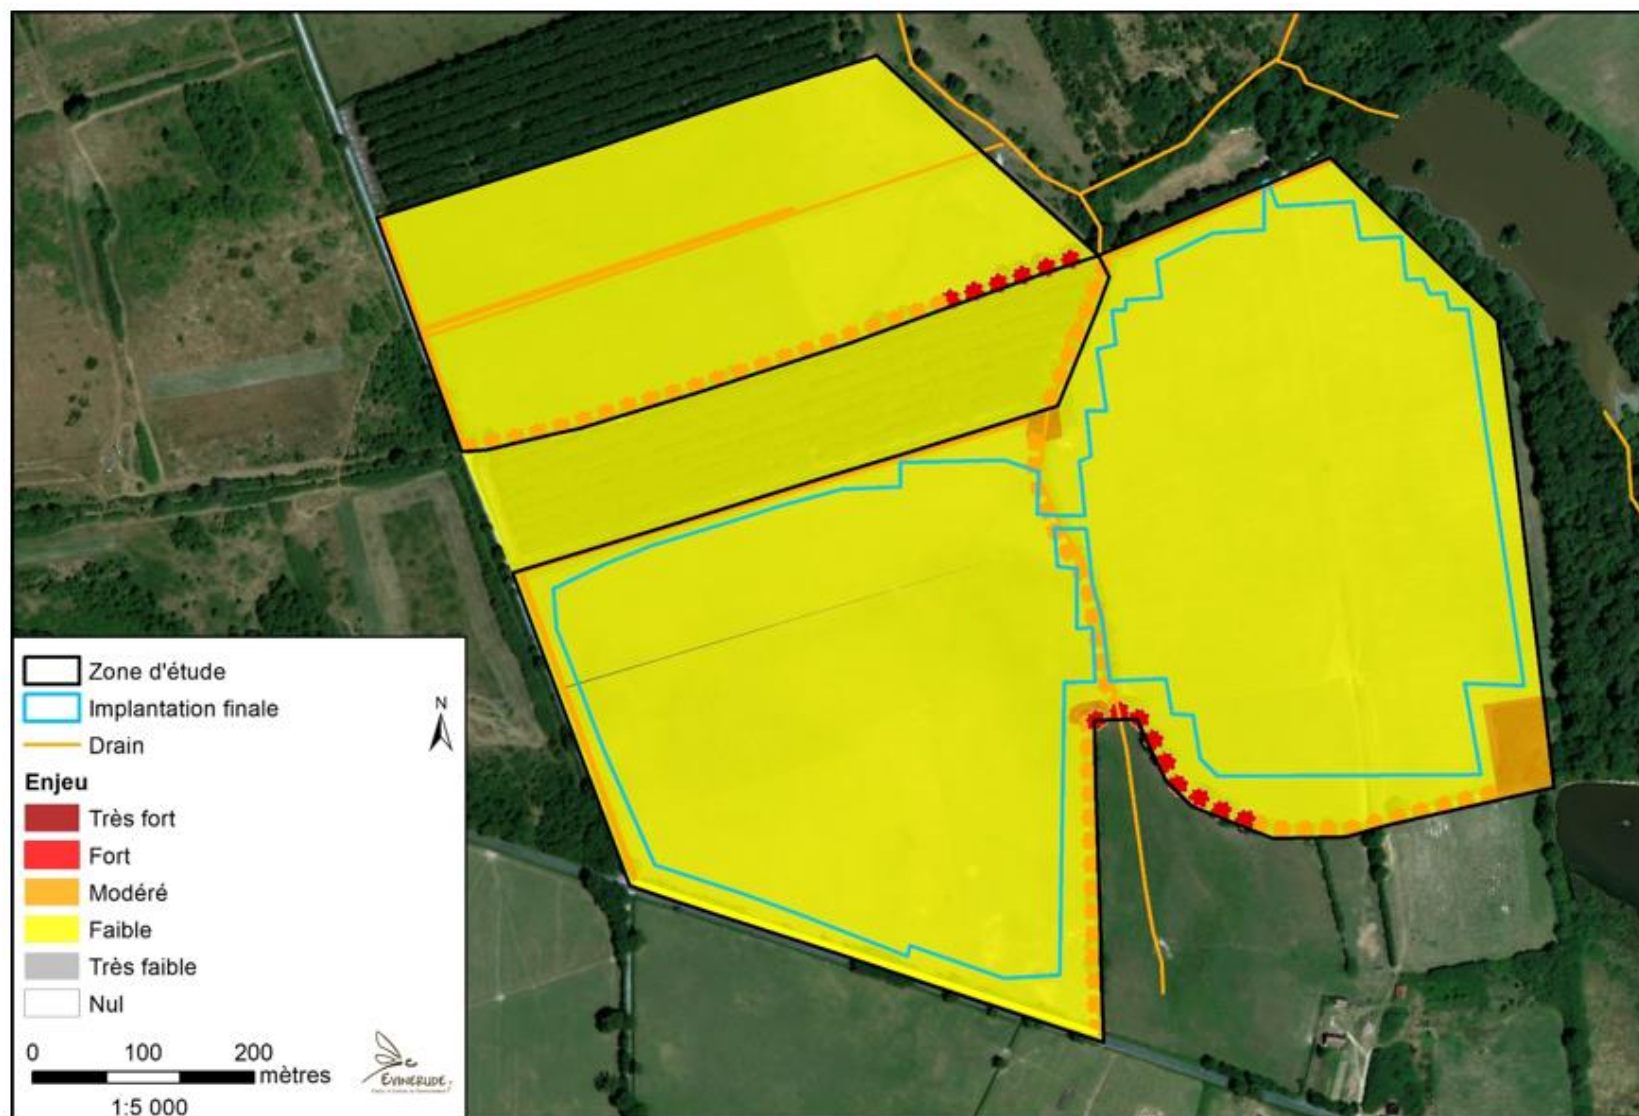 Zone d'étude
Implantation finale
Drain
N
Enjeu
Très fort
Fort
Modéré
Faible
Très faible
Nul
0 100 200
mètres
EVINERUDE
1:5 000